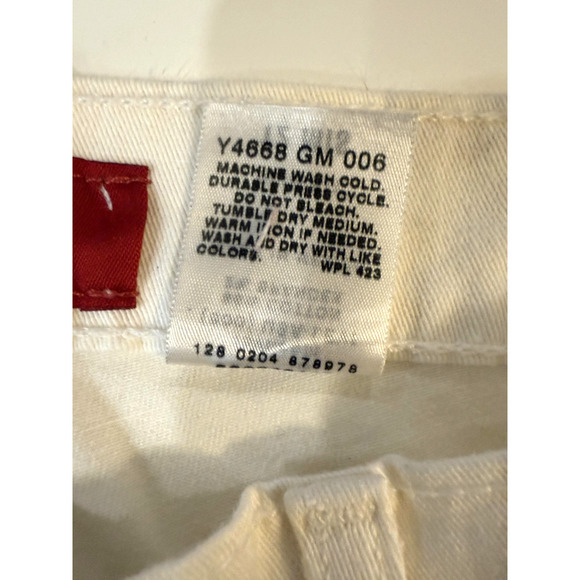 Y4668 GM 006
MACHINE WASH COLD.
DURABLE PRESS CYCLE.
DO NOT BLEACH.
TUMBLE DRY MEDIUM.
WARM IRON IF NEEDED.
WASH AND DRY WITH LIKE
COLORS. WPL 423
128 0204 878978